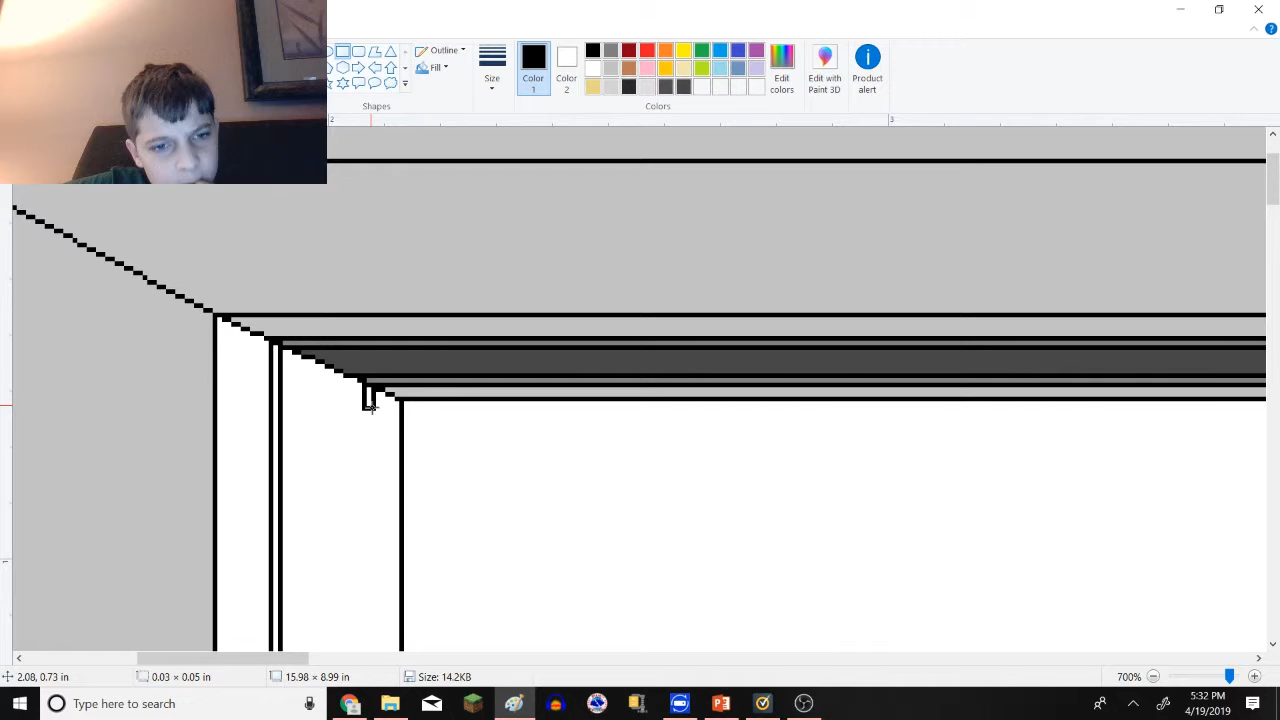 Outline
Fill
Size
Color
1
Color
2
Edit
colors
Edit with
Paint 3D
Product
alert
Shapes
Colors
2
3
2.08, 0.73 in
0.03 × 0.05 in
15.98 × 8.99 in
Size: 14.2KB
700%
Type here to search
5:32 PM
4/19/2019